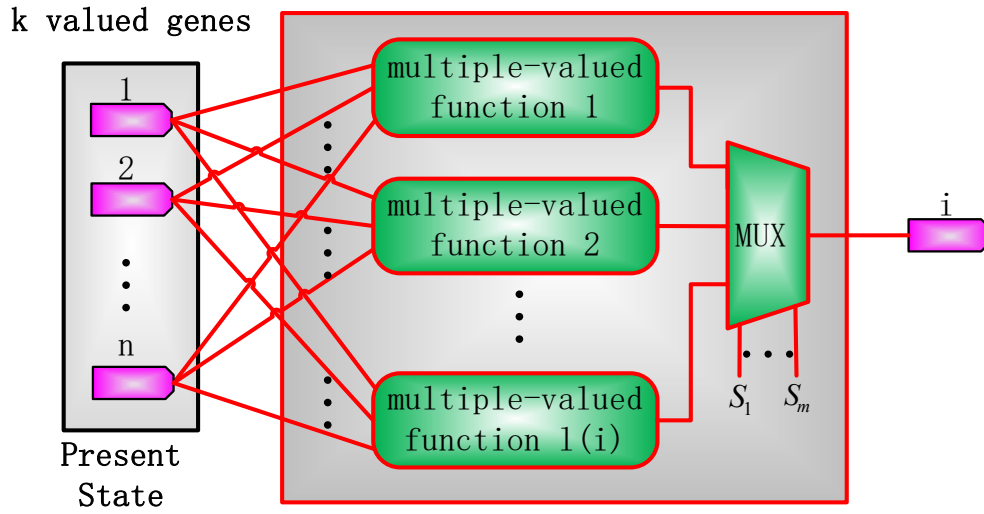 k valued genes
1
2
n
Present
State
multiple-valued
function 1
multiple-valued
function 2
multiple-valued
function l(i)
MUX
S1
Sm
i